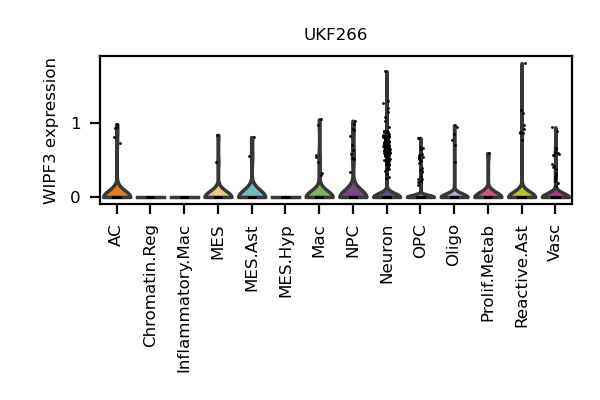 UKF266
WIPF3 expression
1
0
AC
Chromatin.Reg
Inflammatory.Mac
MES
MES.Ast
MES.Hyp
Mac
NPC
Neuron
OPC
Oligo
Prolif.Metab
Reactive.Ast
Vasc